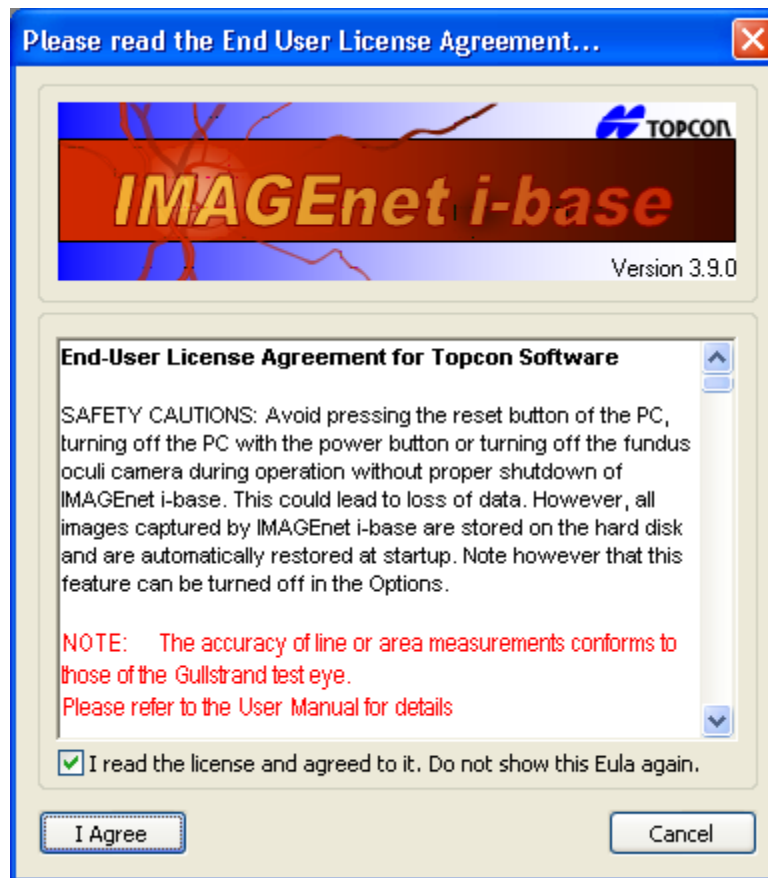 Please read the End User License Agreement...
TOPCON
IMAGEnet i-base
Version 3.9.0
End-User License Agreement for Topcon Software
SAFETY CAUTIONS: Avoid pressing the reset button of the PC,
turning off the PC with the power button or turning off the fundus
oculi camera during operation without proper shutdown of
IMAGEnet i-base. This could lead to loss of data. However, all
images captured by IMAGEnet i-base are stored on the hard disk
and are automatically restored at startup. Note however that this
feature can be turned off in the Options.
NOTE: The accuracy of line or area measurements conforms to
those of the Gullstrand test eye.
Please refer to the User Manual for details
I read the license and agreed to it. Do not show this Eula again.
I Agree
Cancel